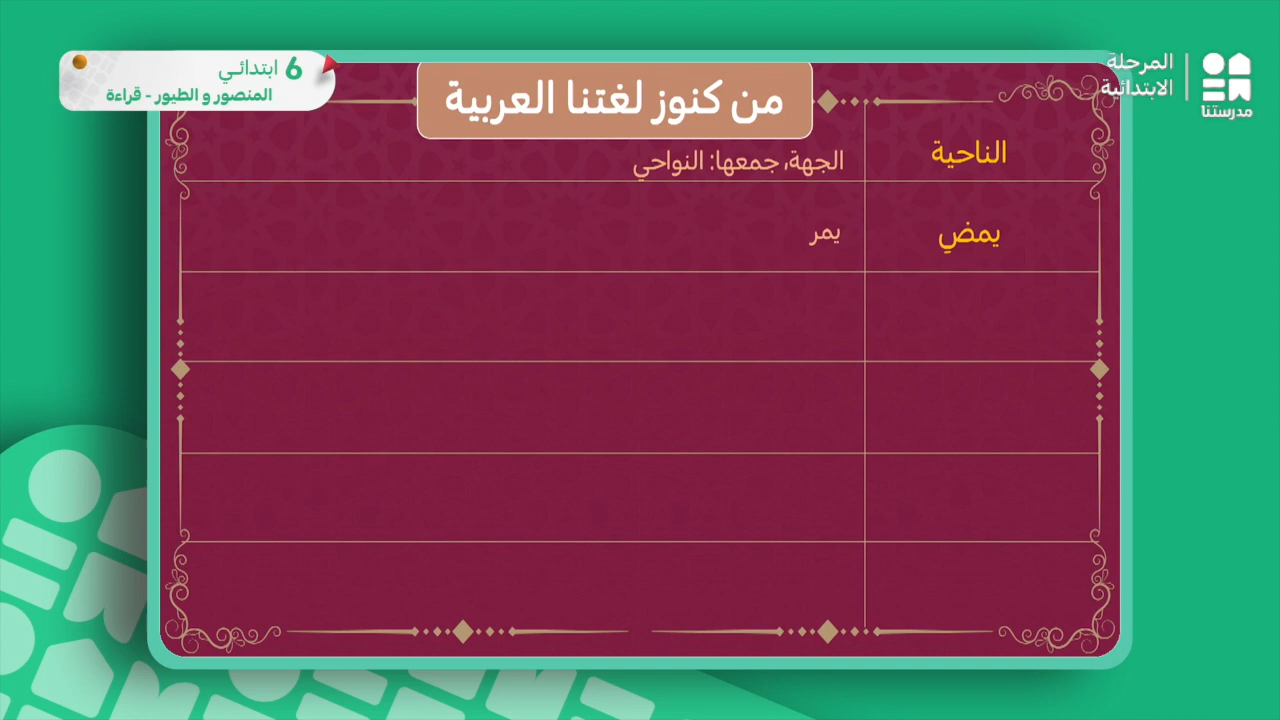 المرحلة
الابتدائية
مدرستنا
6 ابتدائي
المنصور و الطيور - قراءة
من كنوز لغتنا العربية
الناحية
الجهة، جمعها: النواحي
يمضِ
يمر